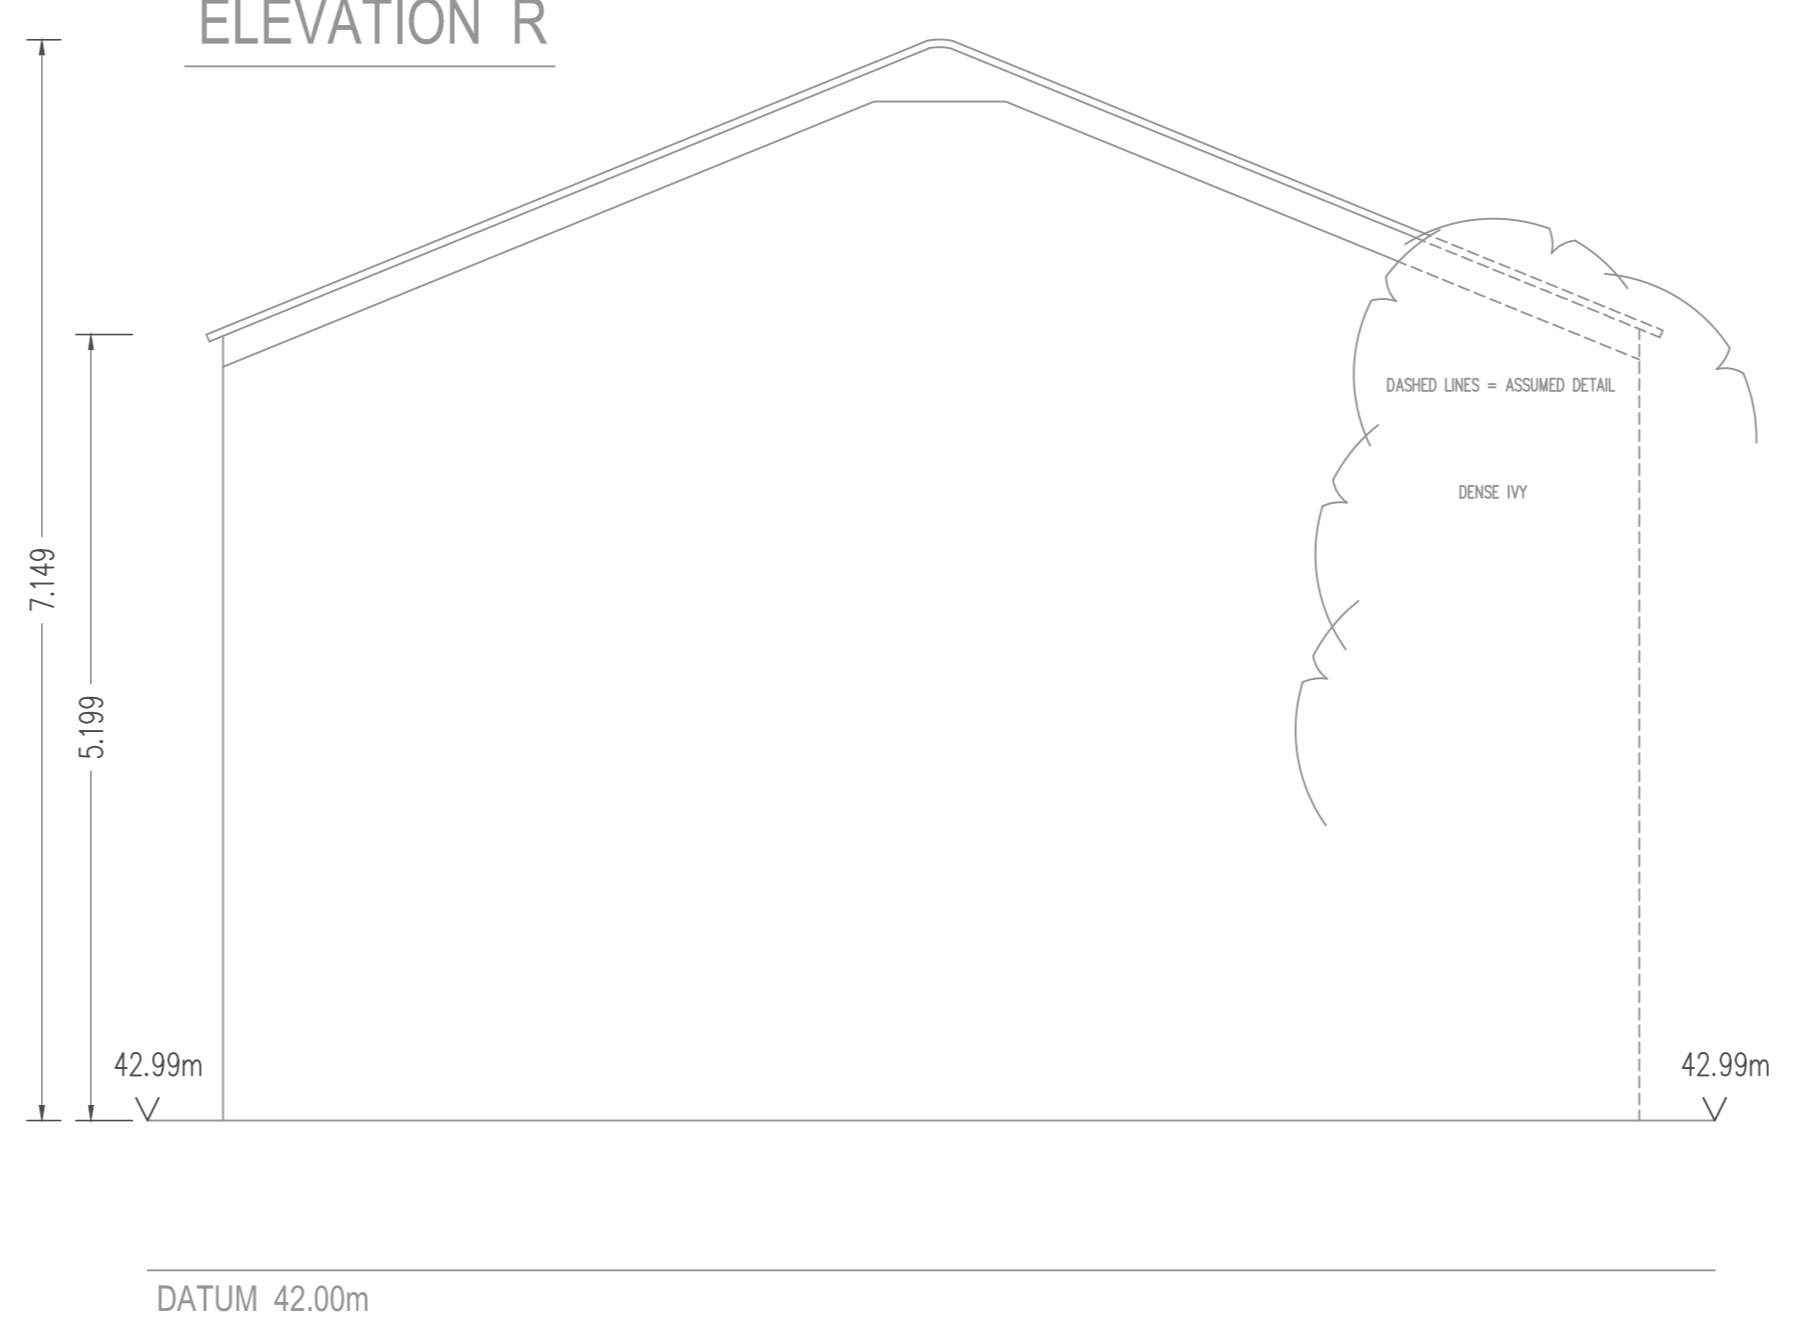 ELEVATION R
7.149
5.199
DASHED LINES = ASSUMED DETAIL
DENSE IVY
42.99m
42.99m
DATUM 42.00m